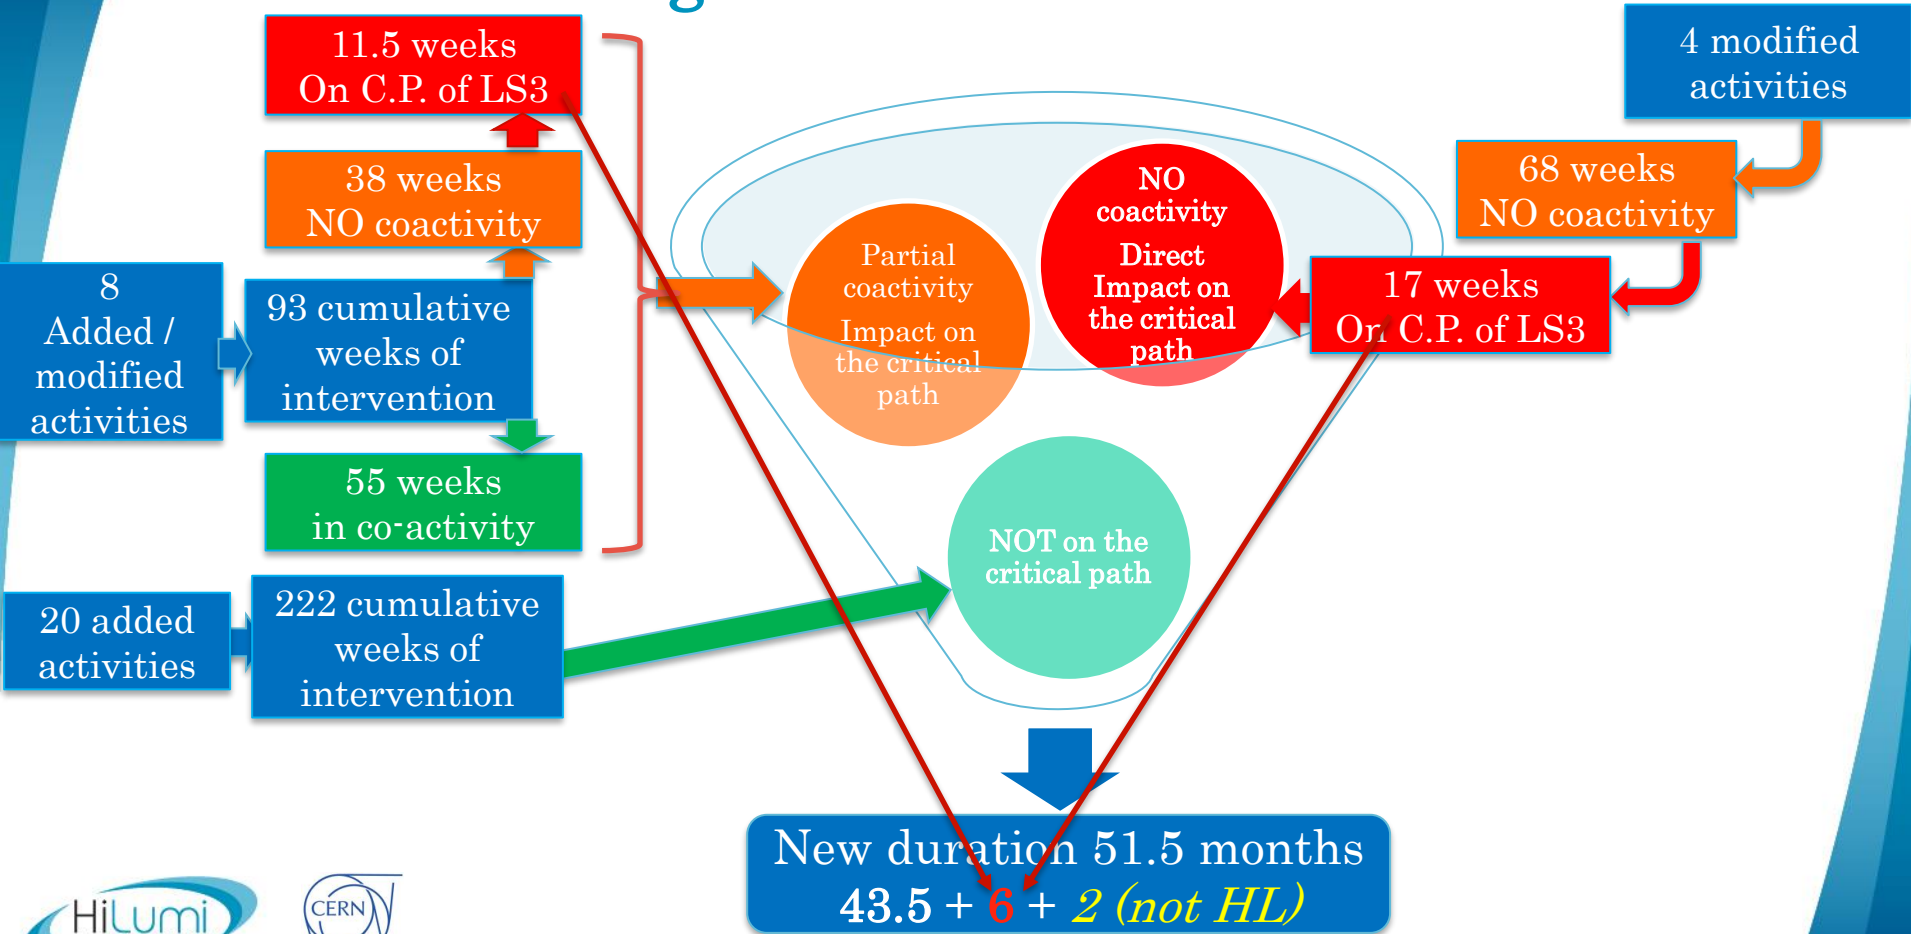 11.5 weeks
On C.P. of LS3
38 weeks
NO coactivity
8
Added /
modified
activities
93 cumulative
weeks of
intervention
55 weeks
in co-activity
20 added
activities
222 cumulative
weeks of
intervention
Partial
coactivity
Impact on
the critical
path
NO
coactivity
Direct
Impact on
the critical
path
NOT on the
critical path
4 modified
activities
68 weeks
NO coactivity
17 weeks
On C.P. of LS3
New duration 51.5 months
43.5 + 6 + 2 (not HL)
HiLumi
CERN